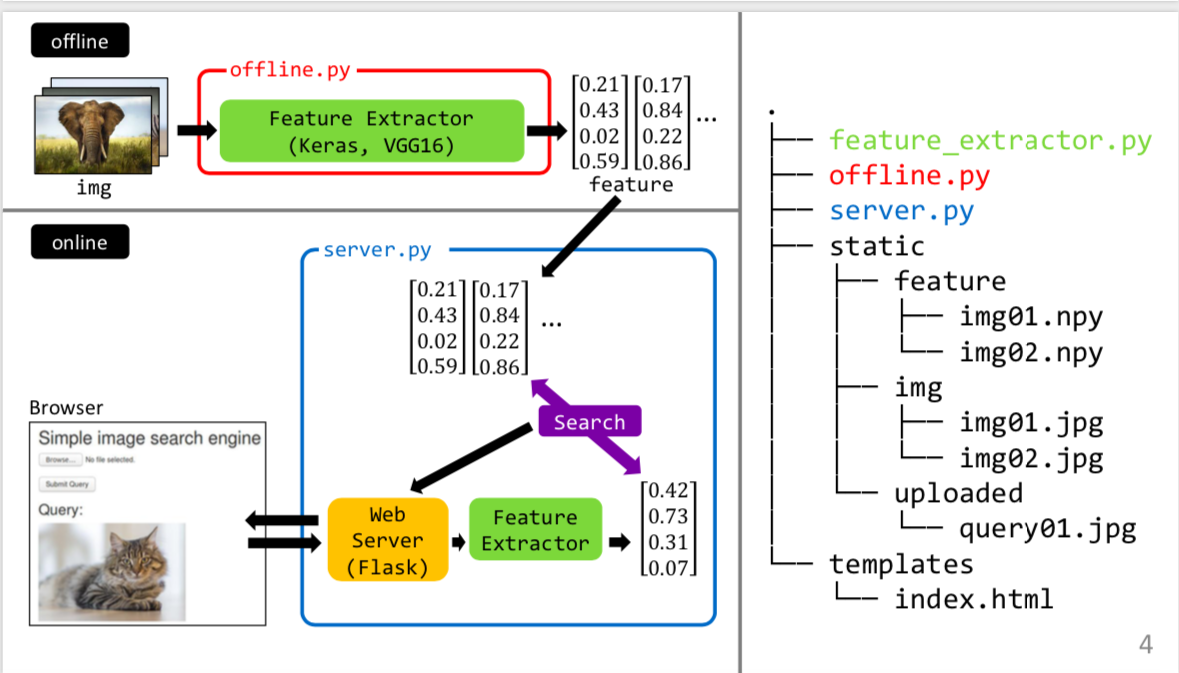 offline
offline.py
Feature Extractor
(Keras, VGG16)
img
[0.21] [0.17]
0.43 0.84
0.02 0.22
0.59 0.86
...
feature
online
server.py
0.21 0.17
0.43 0.84
0.02 0.22
0.59 0.86
...
Search
Browser
Simple image search engine
Browse... No file selected.
Submit Query
Query:
Web
Server
(Flask)
Feature
Extractor
0.42
0.73
0.31
0.07
.
├── feature_extractor.py
├── offline.py
├── server.py
├── static
│   ├── feature
│   │   ├── img01.npy
│   │   └── img02.npy
│   ├── img
│   │   ├── img01.jpg
│   │   └── img02.jpg
│   └── uploaded
│       └── query01.jpg
└── templates
    └── index.html
4